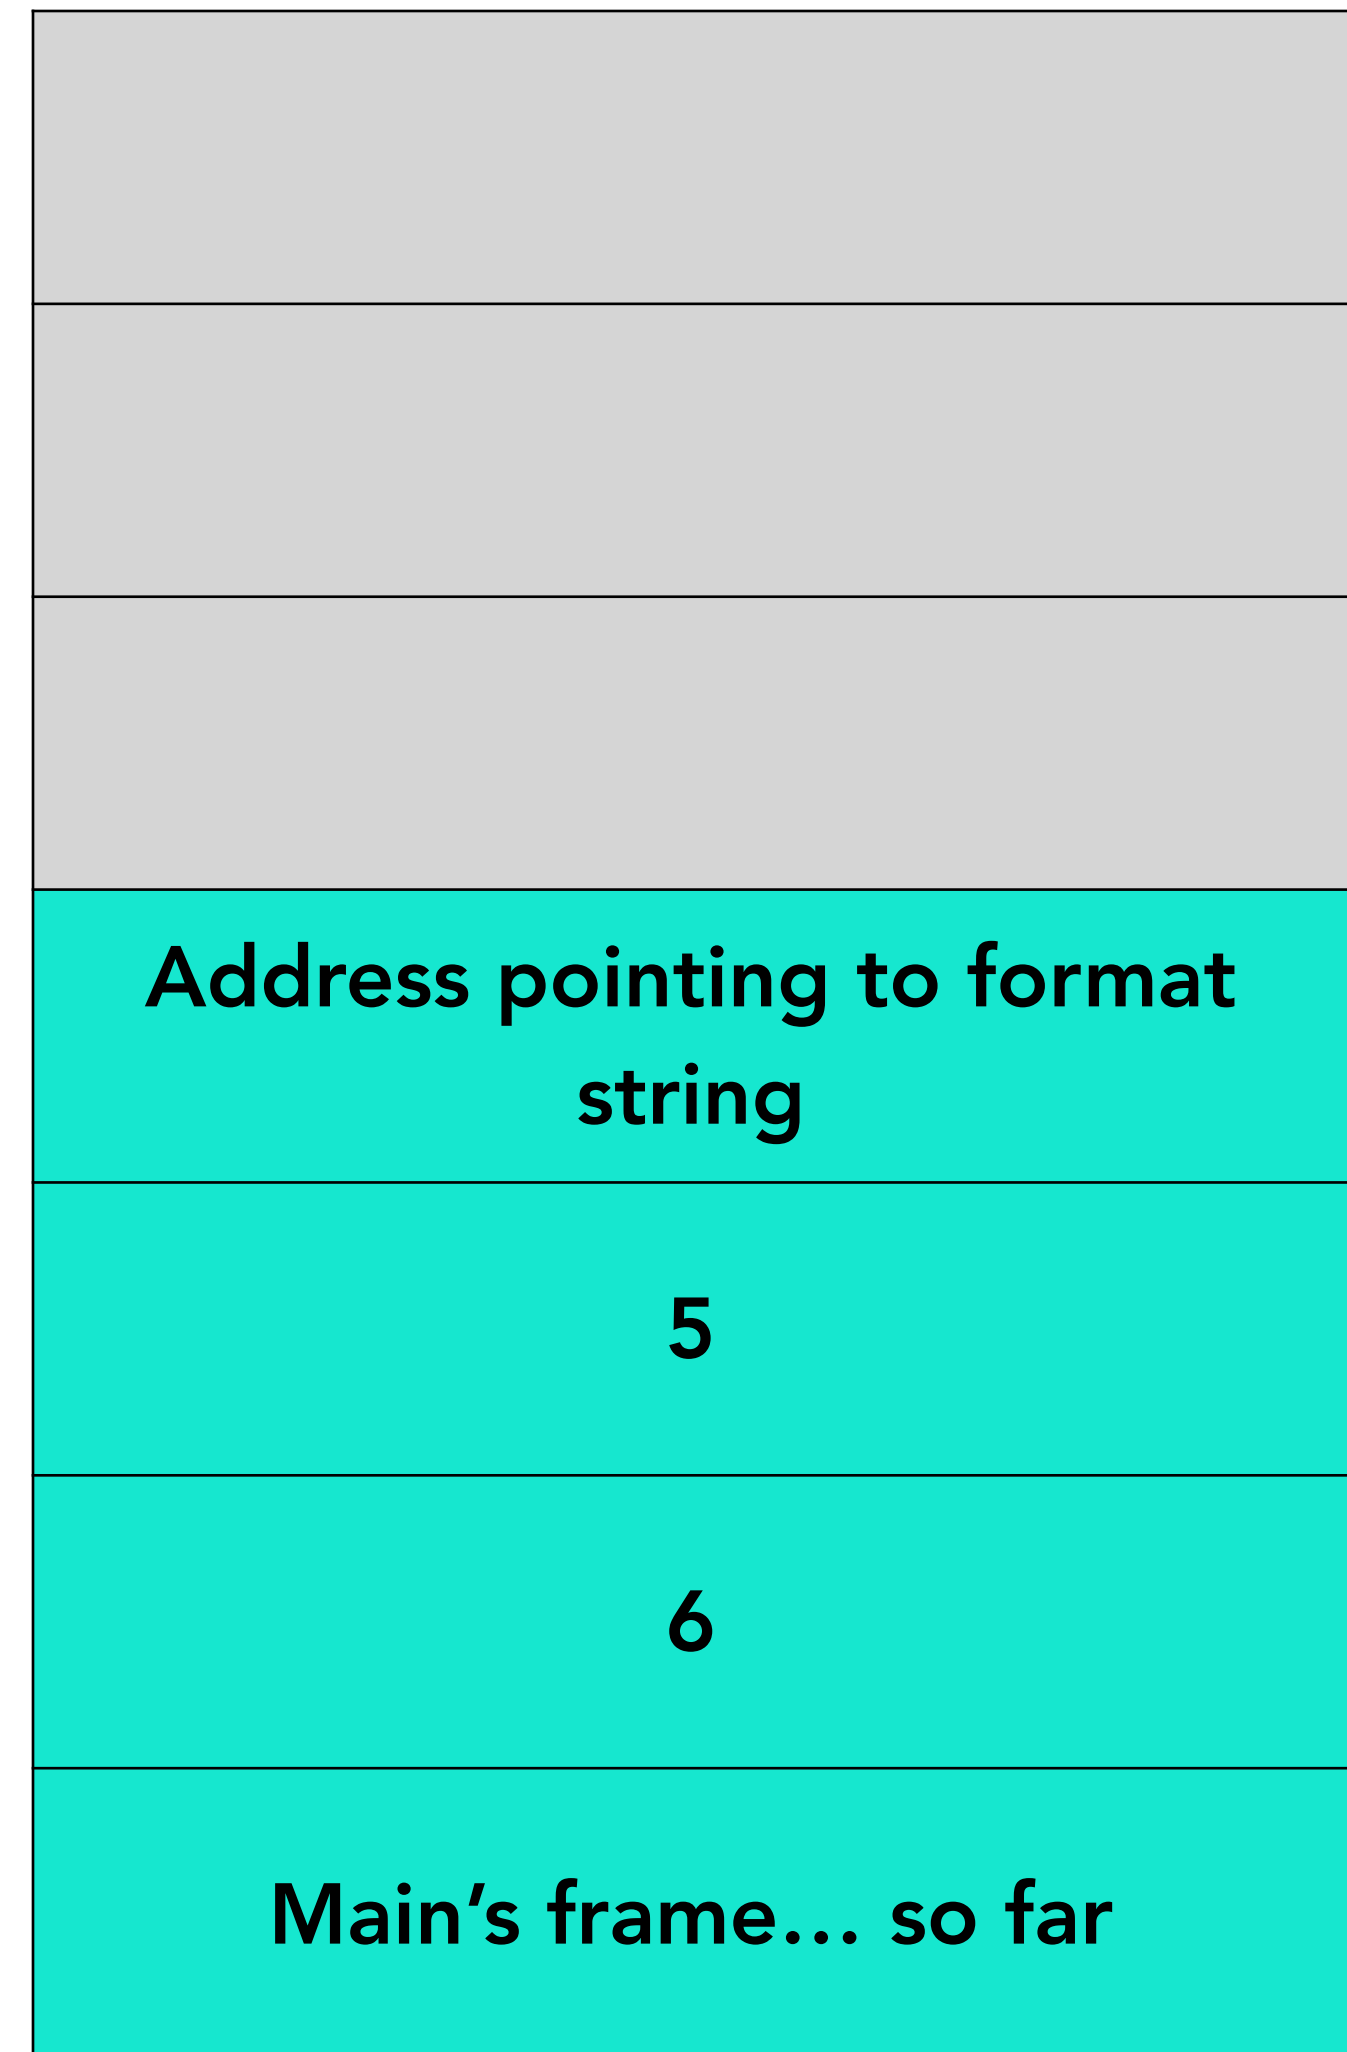 Address pointing to format
string
5
6
Main’s frame… so far